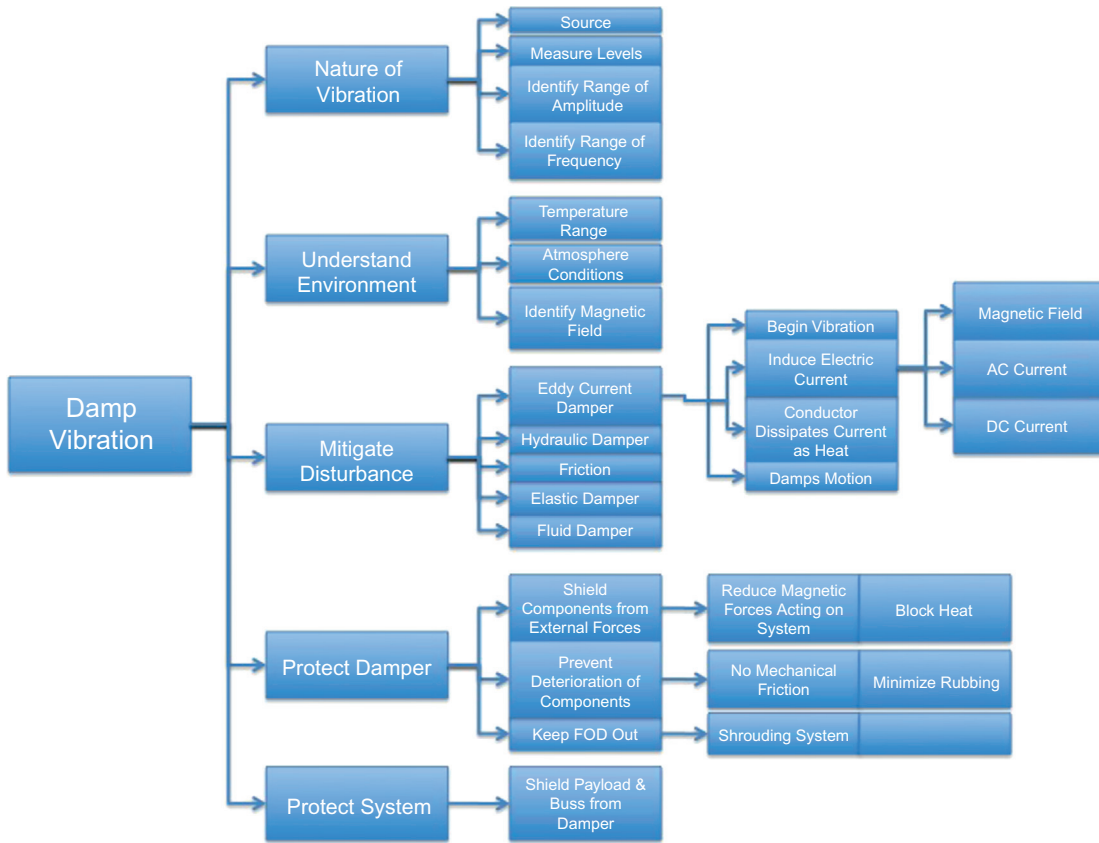 Damp
Vibration
Nature of
Vibration
Source
Measure Levels
Identify Range of
Amplitude
Identify Range of
Frequency
Understand
Environment
Temperature
Range
Atmosphere
Conditions
Identify Magnetic
Field
Mitigate
Disturbance
Eddy Current
Damper
Hydraulic Damper
Friction
Elastic Damper
Fluid Damper
Begin Vibration
Induce Electric
Current
Conductor
Dissipates Current
as Heat
Damps Motion
Magnetic Field
AC Current
DC Current
Protect Damper
Shield
Components from
External Forces
Reduce Magnetic
Forces Acting on
System
Block Heat
Prevent
Deterioration of
Components
No Mechanical
Friction
Minimize Rubbing
Keep FOD Out
Shrouding System
Protect System
Shield Payload &
Buss from
Damper